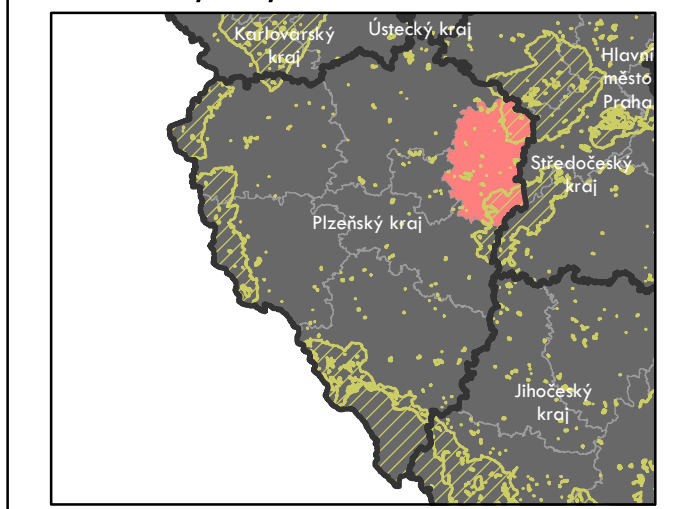 Ústecký kraj
Karlovarský
kraj
Hlavní
město
Praha
Středočeský
kraj
Plzeňský kraj
Jihočeský
kraj